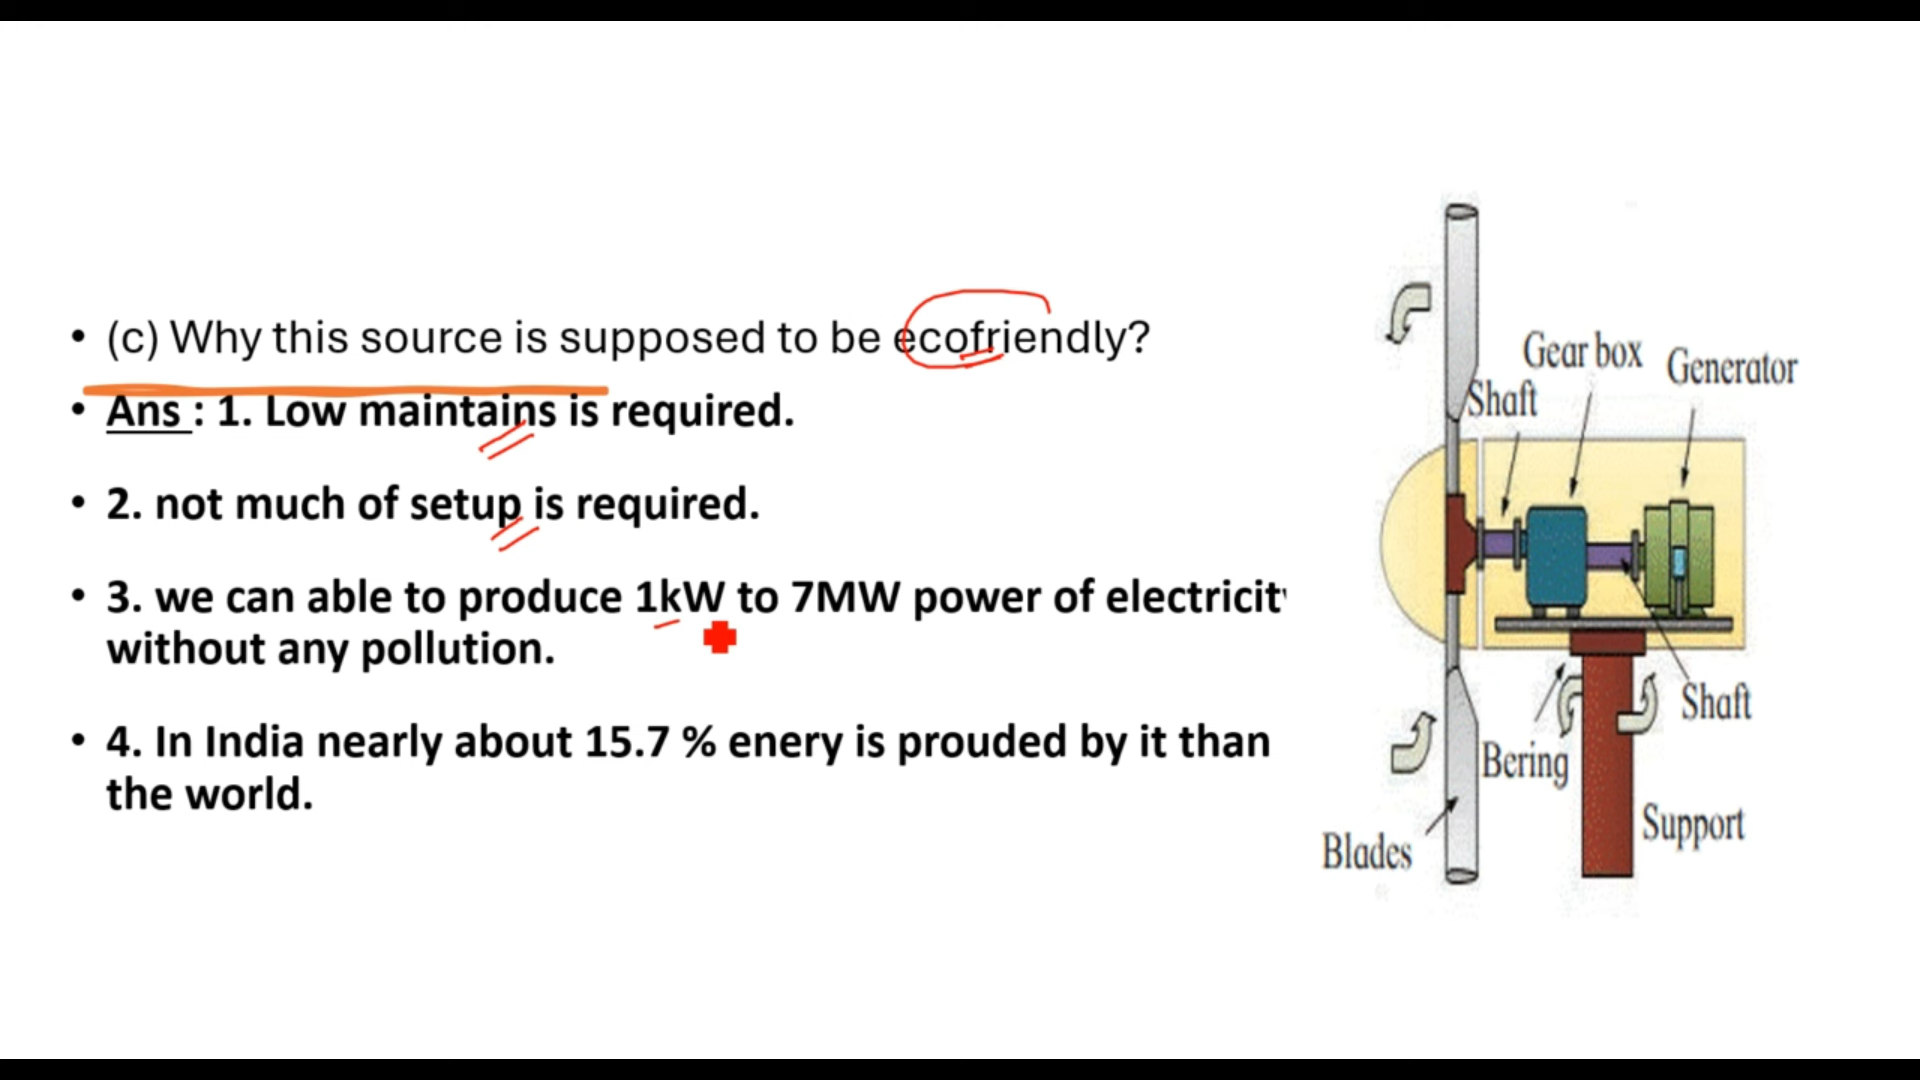 • (c) Why this source is supposed to be ecofriendly?
• Ans : 1. Low maintains is required.
• 2. not much of setup is required.
• 3. we can able to produce 1kW to 7MW power of electricity
without any pollution.
• 4. In India nearly about 15.7 % enery is prouded by it than
the world.
Gear box
Generator
Shaft
Shaft
Bering
Support
Blades